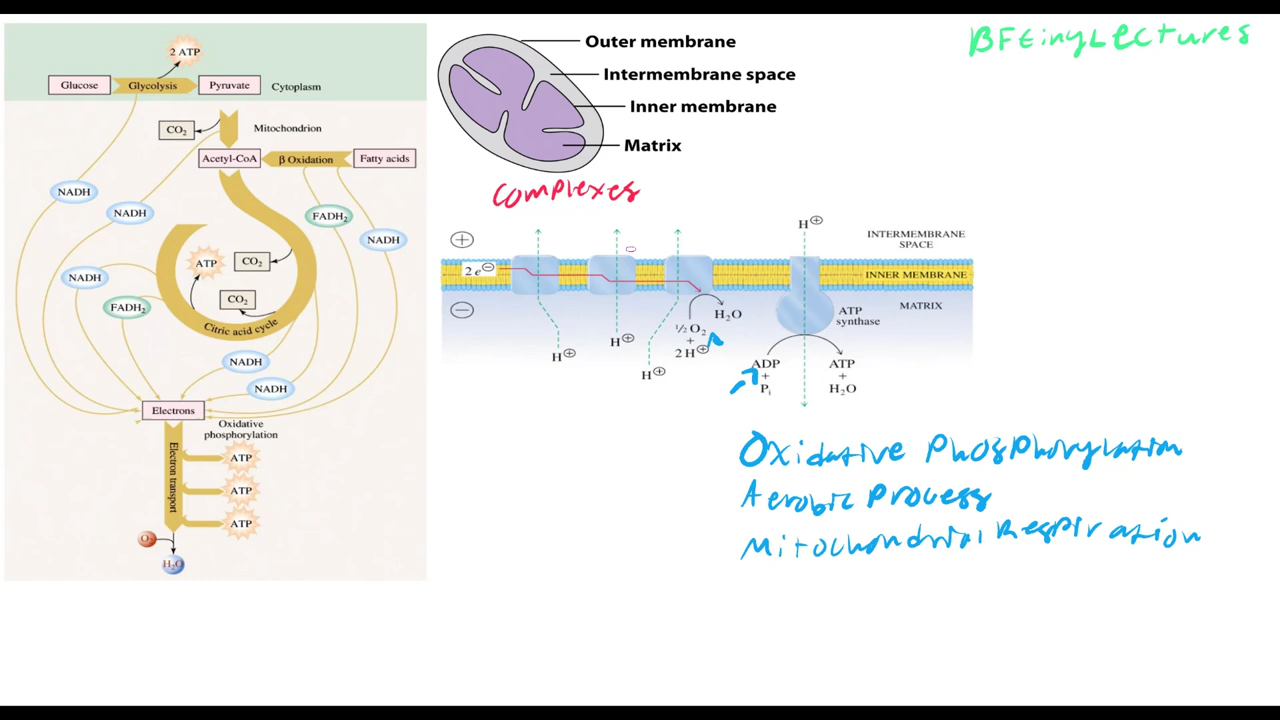 BFtinyLectures
2 ATP
Glucose
Glycolysis
Pyruvate
Cytoplasm
CO2
Mitochondrion
Acetyl-CoA
β Oxidation
Fatty acids
NADH
NADH
FADH2
NADH
ATP
CO2
NADH
CO2
FADH2
Citric acid cycle
NADH
NADH
Electrons
Oxidative
phosphorylation
Electron transport
ATP
ATP
ATP
O2
H2O
Outer membrane
Intermembrane space
Inner membrane
Matrix
Complexes
H+
INTERMEMBRANE
SPACE
+
2 e−
INNER MEMBRANE
−
MATRIX
H2O
ATP
synthase
½ O2
+
2 H+
H+
H+
H+
ADP
+
Pi
ATP
+
H2O
Oxidative Phosphorylation
Aerobic Process
Mitochondrial Respiration